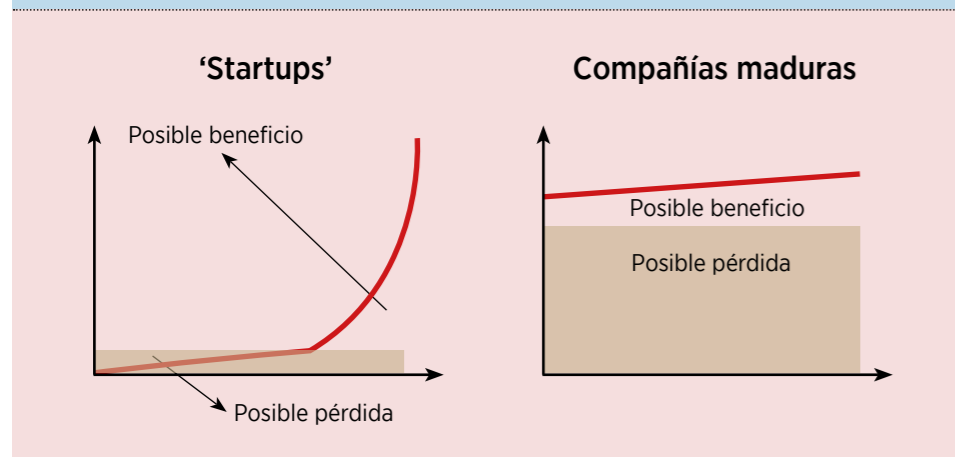 ‘Startups’
Posible beneficio
Posible pérdida
Compañías maduras
Posible beneficio
Posible pérdida